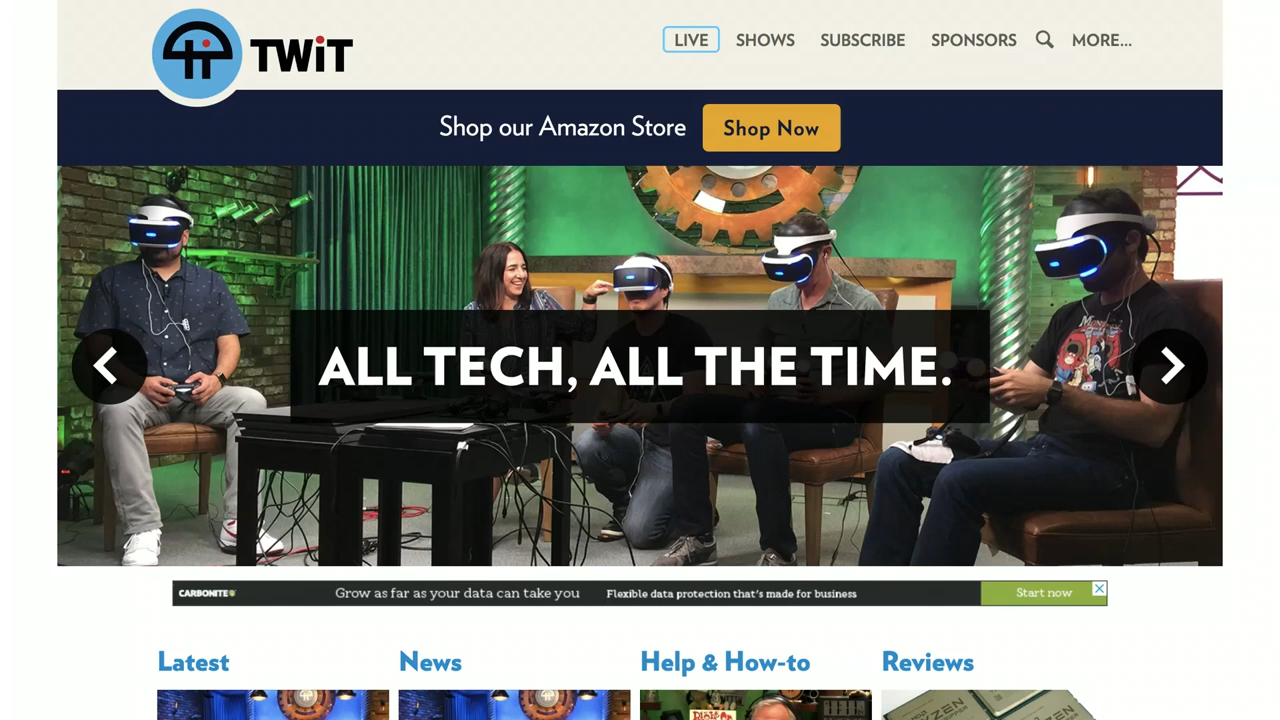 TWiT
LIVE
SHOWS
SUBSCRIBE
SPONSORS
MORE...
Shop our Amazon Store
Shop Now
ALL TECH, ALL THE TIME.
CARBONITE
Grow as far as your data can take you
Flexible data protection that's made for business
Start now
Latest
News
Help & How-to
Reviews
RYZEN